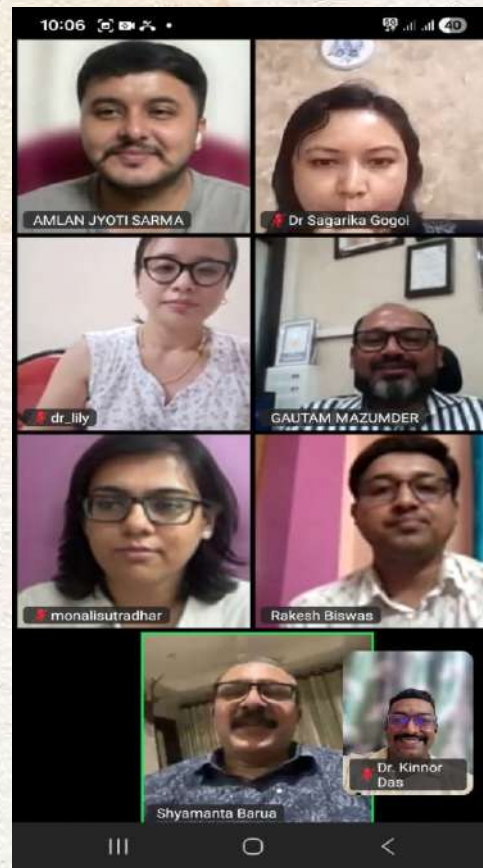 10:06
40
AMLAN JYOTI SARMA
Dr Sagarika Gogoi
dr_lily
GAUTAM MAZUMDER
monalisutradhar
Rakesh Biswas
Dr. Kinnor
Das
Shyamanta Barua